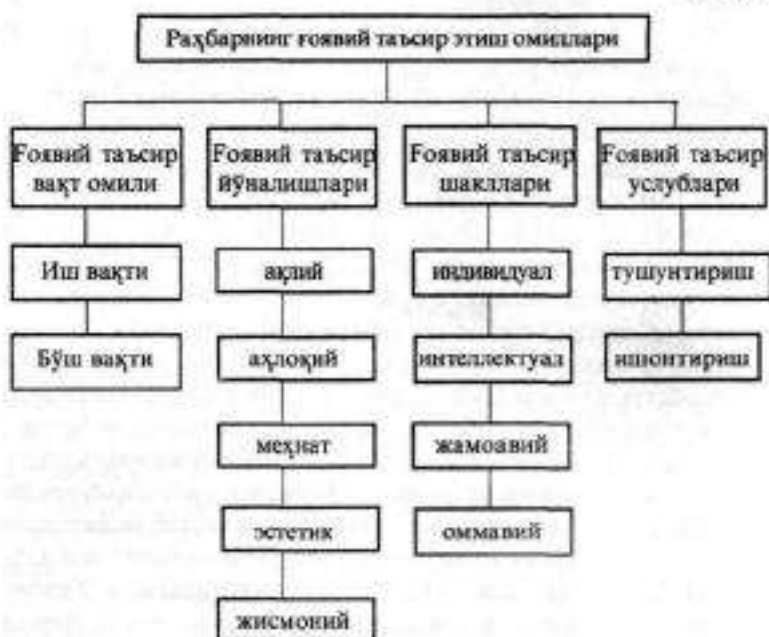 Раҳбарнинг ғоявий таъсир этиш омиллари
Ғоявий таъсир
вақт омили
Иш вақти
Бўш вақти
Ғоявий таъсир
йўналишлари
ақлий
аҳлоқий
меҳнат
эстетик
жисмоний
Ғоявий таъсир
шакллари
индивидуал
интеллектуал
жамоавий
оммавий
Ғоявий таъсир
услублари
тушунтириш
ишонтириш